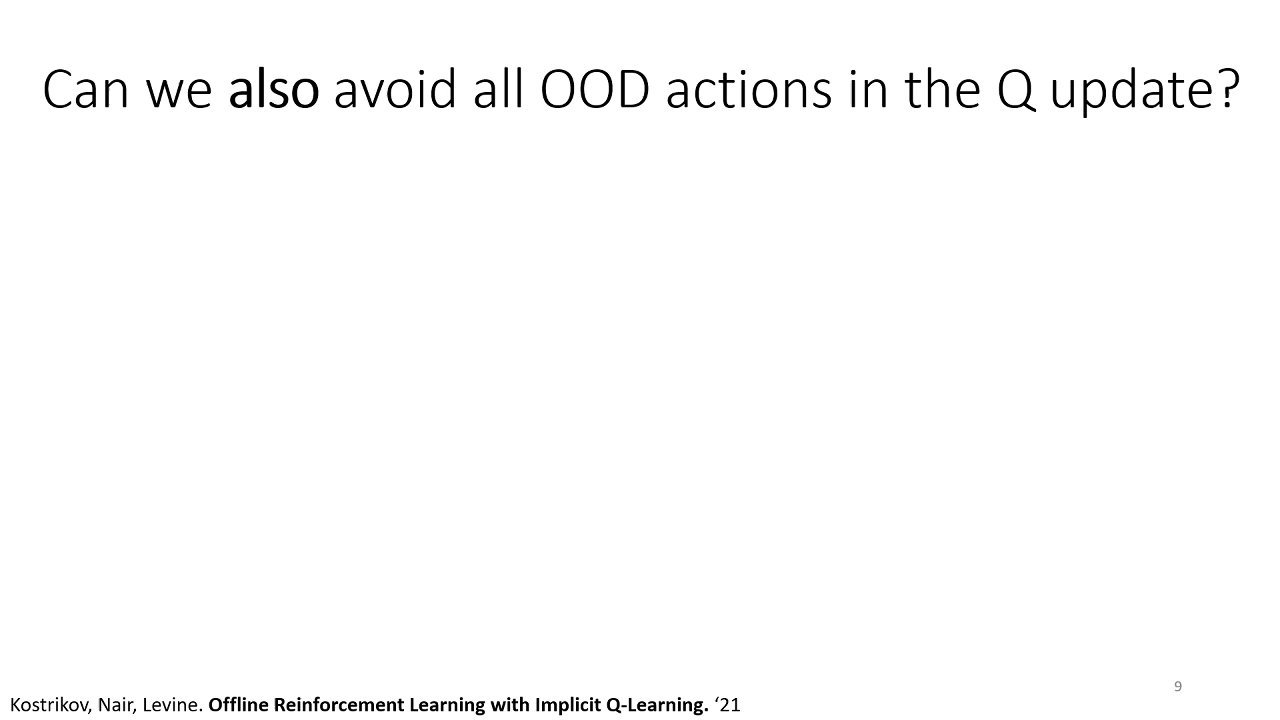 Can we also avoid all OOD actions in the Q update?
9
Kostrikov, Nair, Levine. Offline Reinforcement Learning with Implicit Q-Learning. ‘21